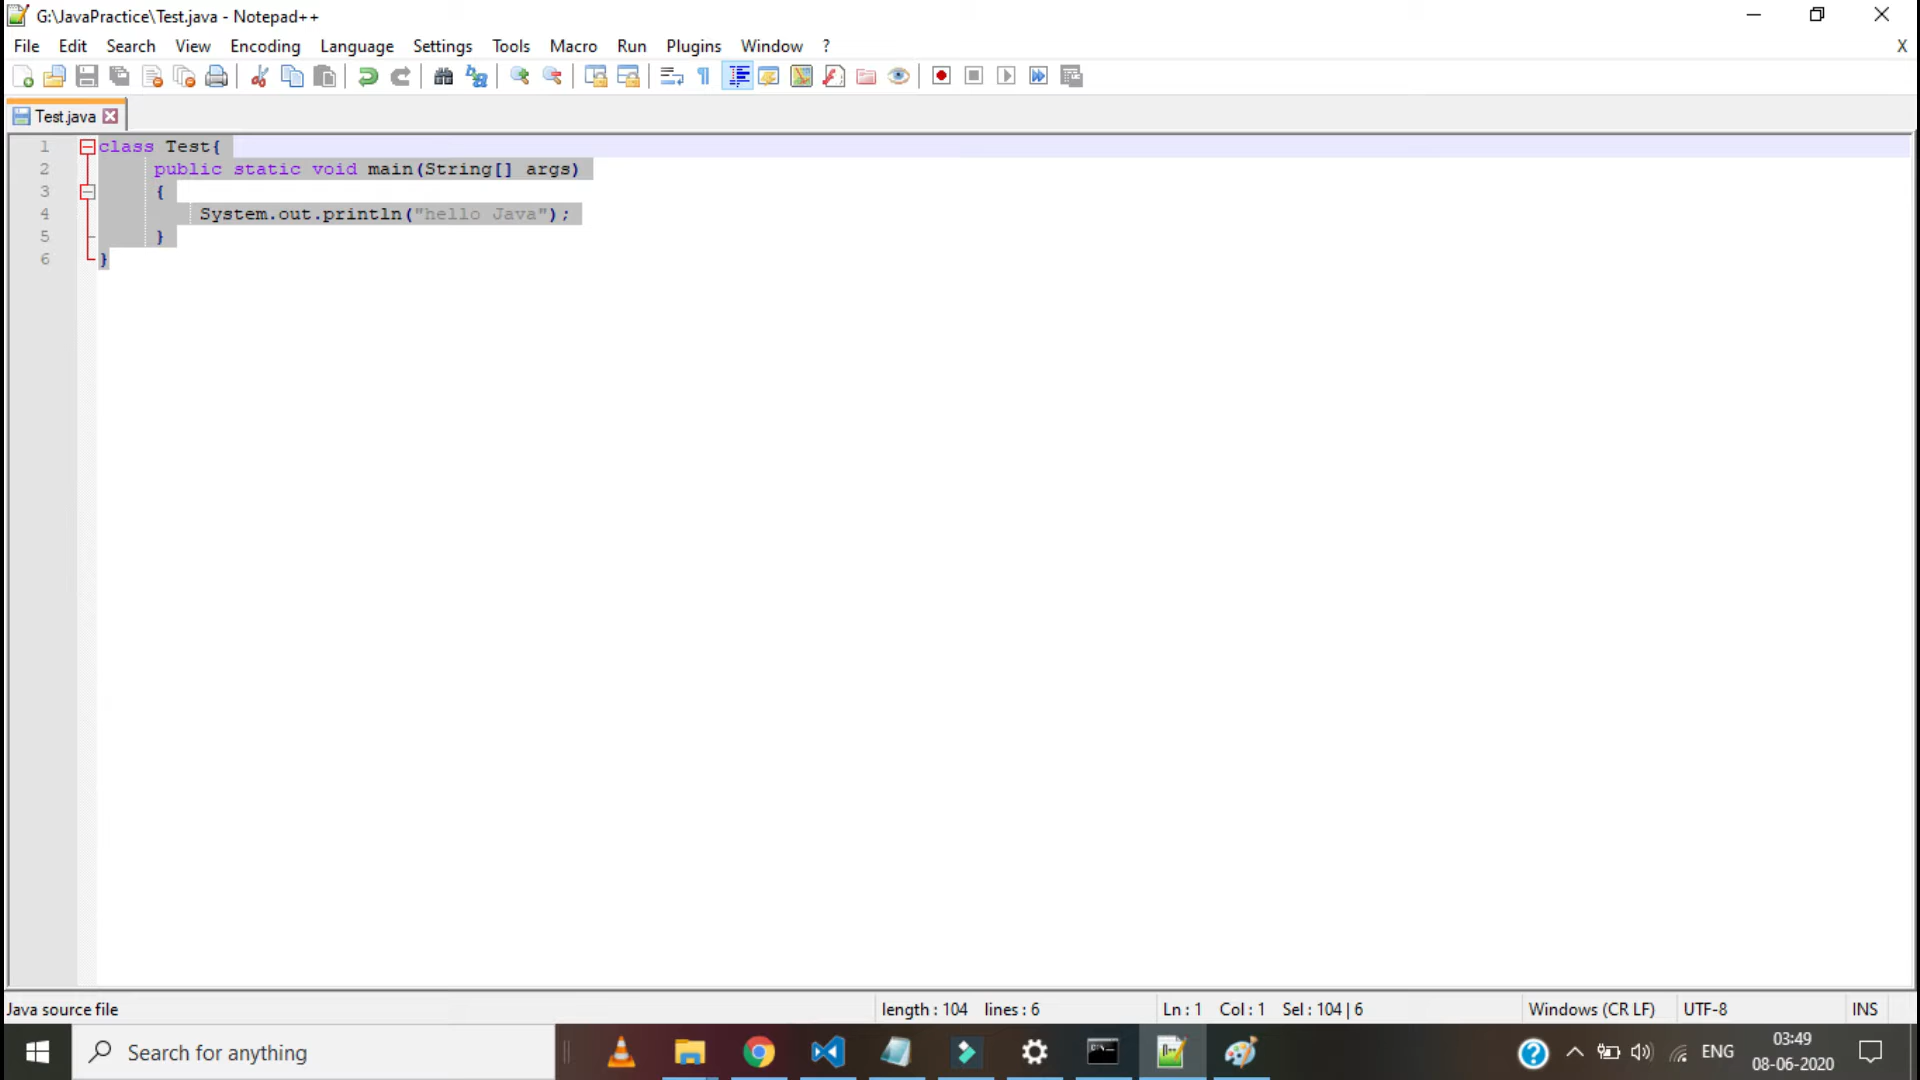 G:\JavaPractice\Test.java - Notepad++
File Edit Search View Encoding Language Settings Tools Macro Run Plugins Window ? X
Test.java
1 class Test{
2 public static void main(String[] args)
3 {
4 System.out.println("hello Java");
5 }
6 }
Java source file length : 104 lines : 6 Ln : 1 Col : 1 Sel : 104 | 6 Windows (CR LF) UTF-8 INS
Search for anything ENG 03:49
08-06-2020